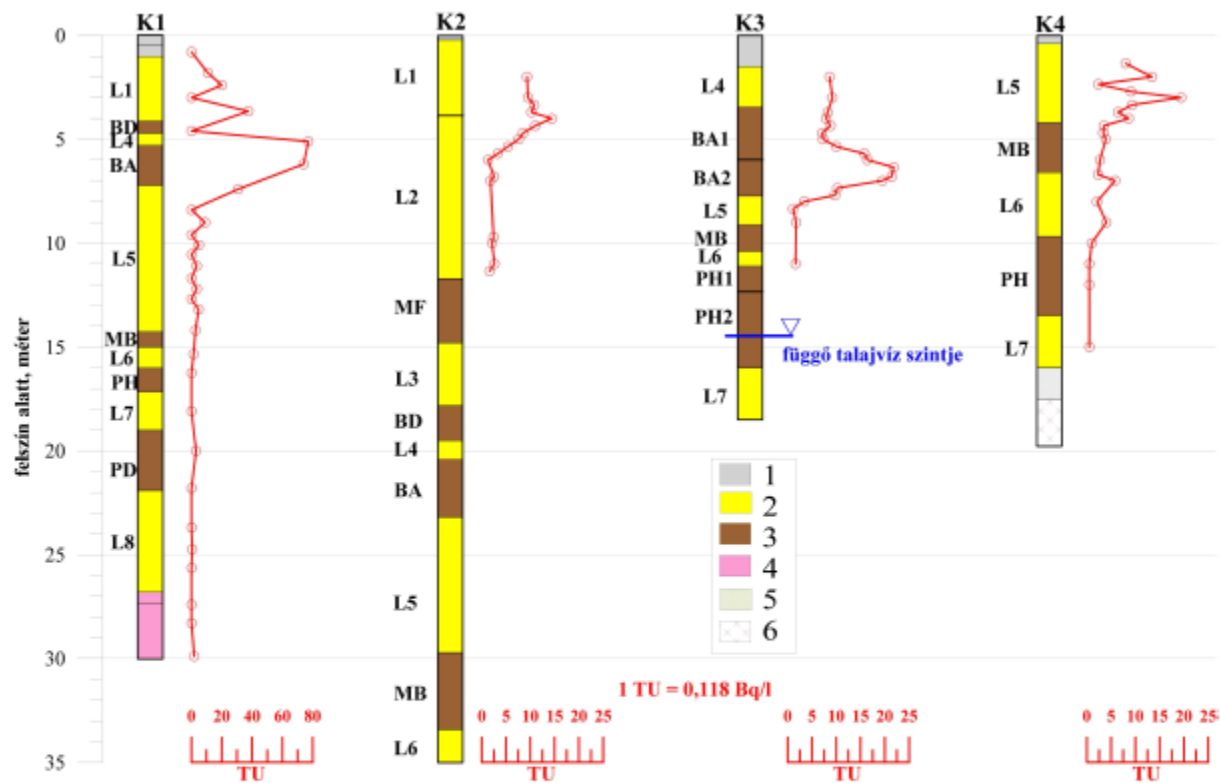 K1 K2 K3 K4
felszín alatt, méter
0
5
10
15
20
25
30
35
L1
BD
L4
BA
L5
MB
L6
PH
L7
PD
L8
L1
L2
MF
L3
BD
L4
BA
L5
MB
L6
L4
BA1
BA2
L5
MB
L6
PH1
PH2
L7
függő talajvíz szintje
L5
MB
L6
PH
L7
1
2
3
4
5
6
1 TU = 0,118 Bq/l
0 20 40 60 80
TU
0 5 10 15 20 25
TU
0 5 10 15 20 25
TU
0 5 10 15 20 25
TU